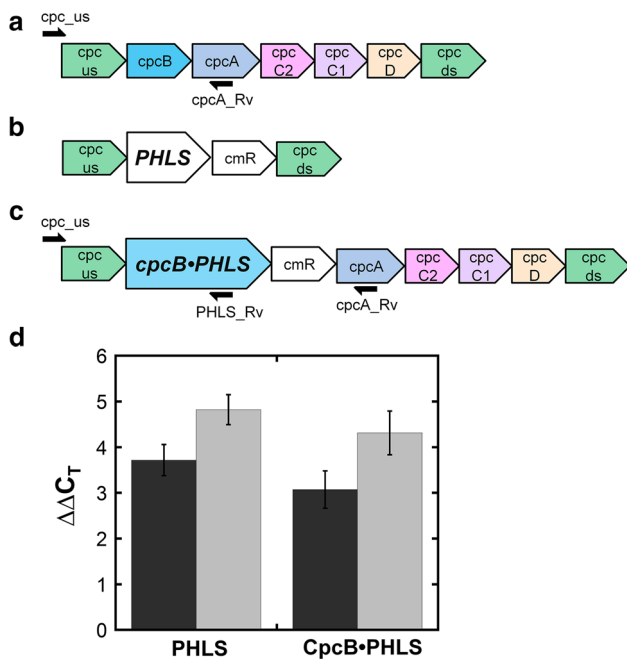 a
cpc_us
cpc us
cpcB
cpcA
cpc C2
cpc C1
cpc D
cpc ds
cpcA_Rv
b
cpc us
PHLS
cmR
cpc ds
c
cpc_us
cpc us
cpcB•PHLS
cmR
cpcA
cpc C2
cpc C1
cpc D
cpc ds
PHLS_Rv
cpcA_Rv
d
6
5
4
3
2
1
0
ΔΔC_T
PHLS
CpcB•PHLS